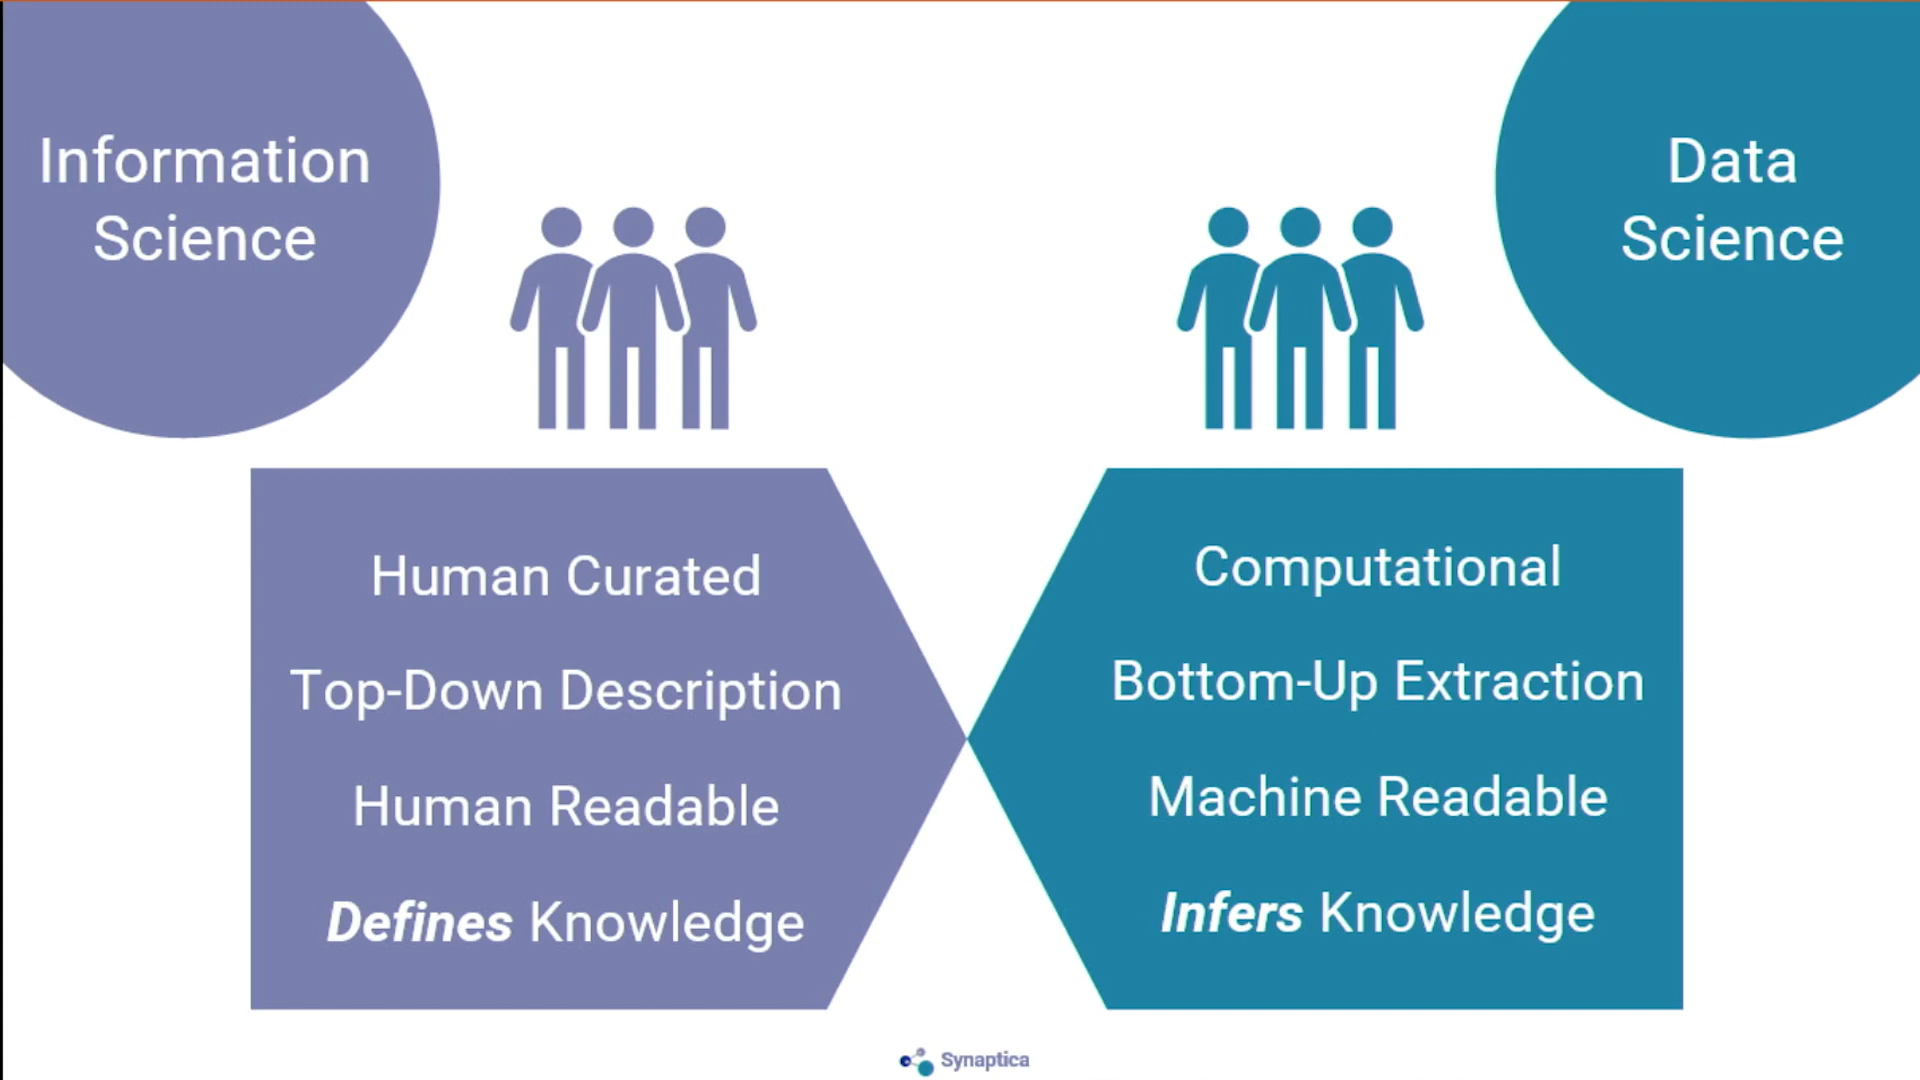 Information
Science
Data
Science
Human Curated
Top-Down Description
Human Readable
Defines Knowledge
Computational
Bottom-Up Extraction
Machine Readable
Infers Knowledge
Synaptica